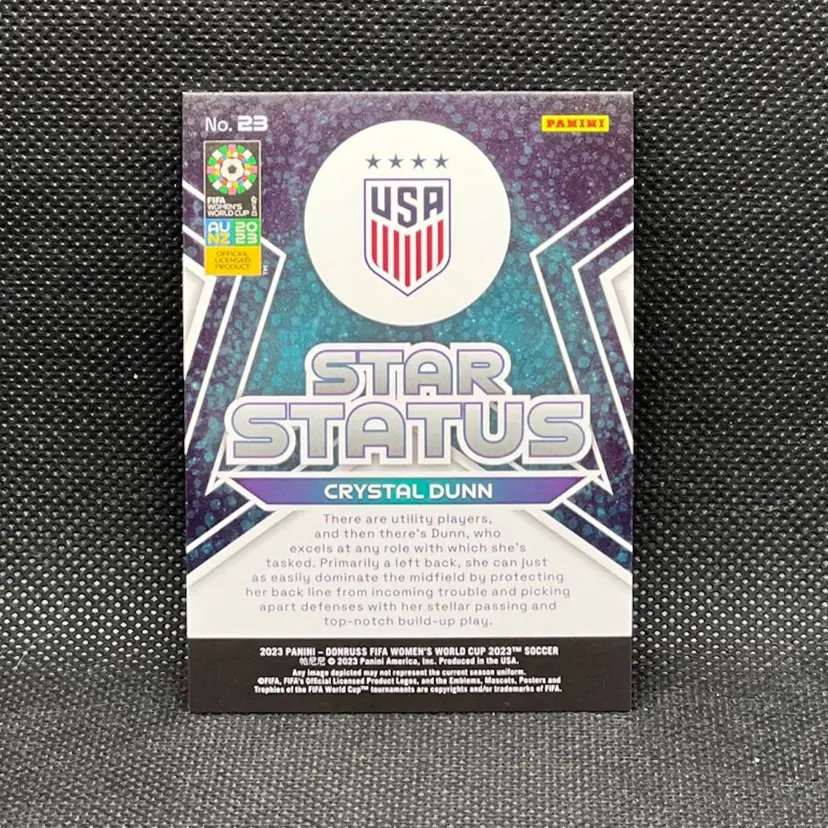 No. 23
PANINI
FIFA
WOMEN'S
WORLD CUP
AU 20
NZ 23
OFFICIAL
LICENSED
PRODUCT
USA
STAR
STATUS
CRYSTAL DUNN
There are utility players,
and then there's Dunn, who
excels at any role with which she's
tasked. Primarily a left back, she can just
as easily dominate the midfield by protecting
her back line from incoming trouble and picking
apart defenses with her stellar passing and
top-notch build-up play.
2023 PANINI – DONRUSS FIFA WOMEN'S WORLD CUP 2023™ SOCCER
帕尼尼 © 2023 Panini America, Inc. Produced in the USA.
Any image depicted may not represent the current season uniform.
©FIFA, FIFA's Official Licensed Product Logos, and the Emblems, Mascots, Posters and
Trophies of the FIFA World Cup™ tournaments are copyrights and/or trademarks of FIFA.